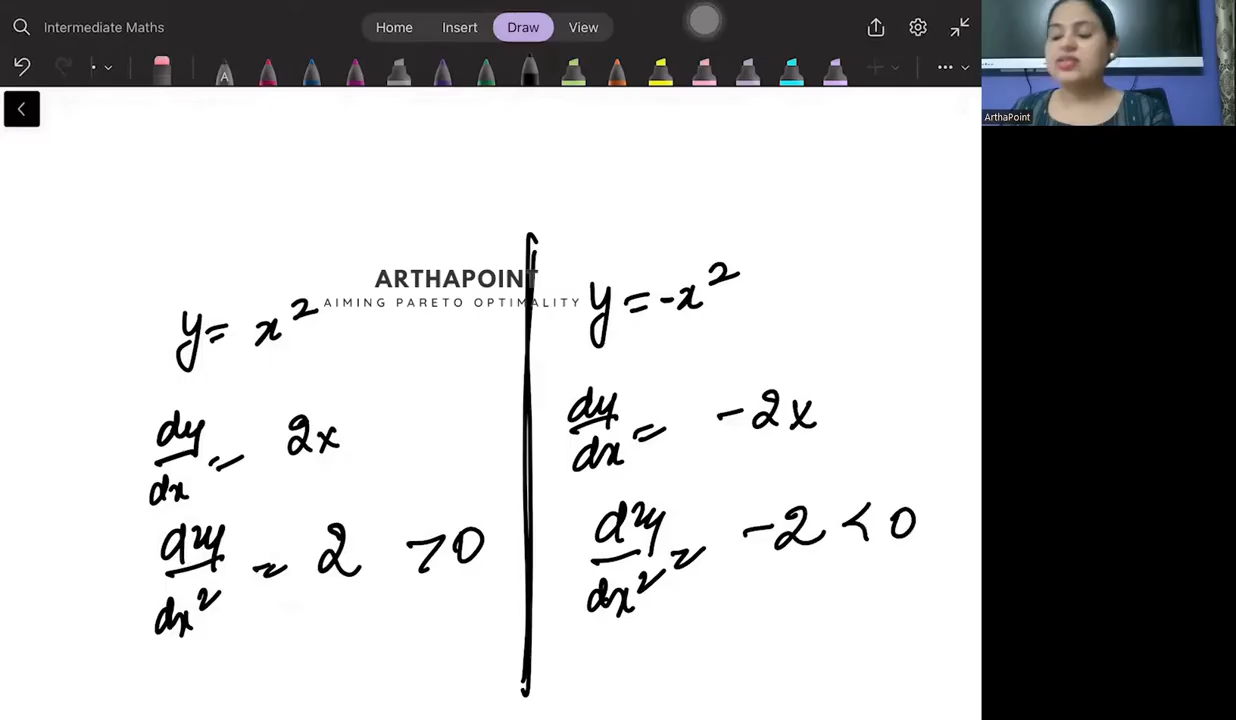 Intermediate Maths
Home Insert Draw View
A
ArthaPoint
ARTHAPOINT
AIMING PARETO OPTIMALITY
y = x²
dy/dx = 2x
d²y/dx² = 2 >0
y = -x²
dy/dx = -2x
d²y/dx² = -2 < 0